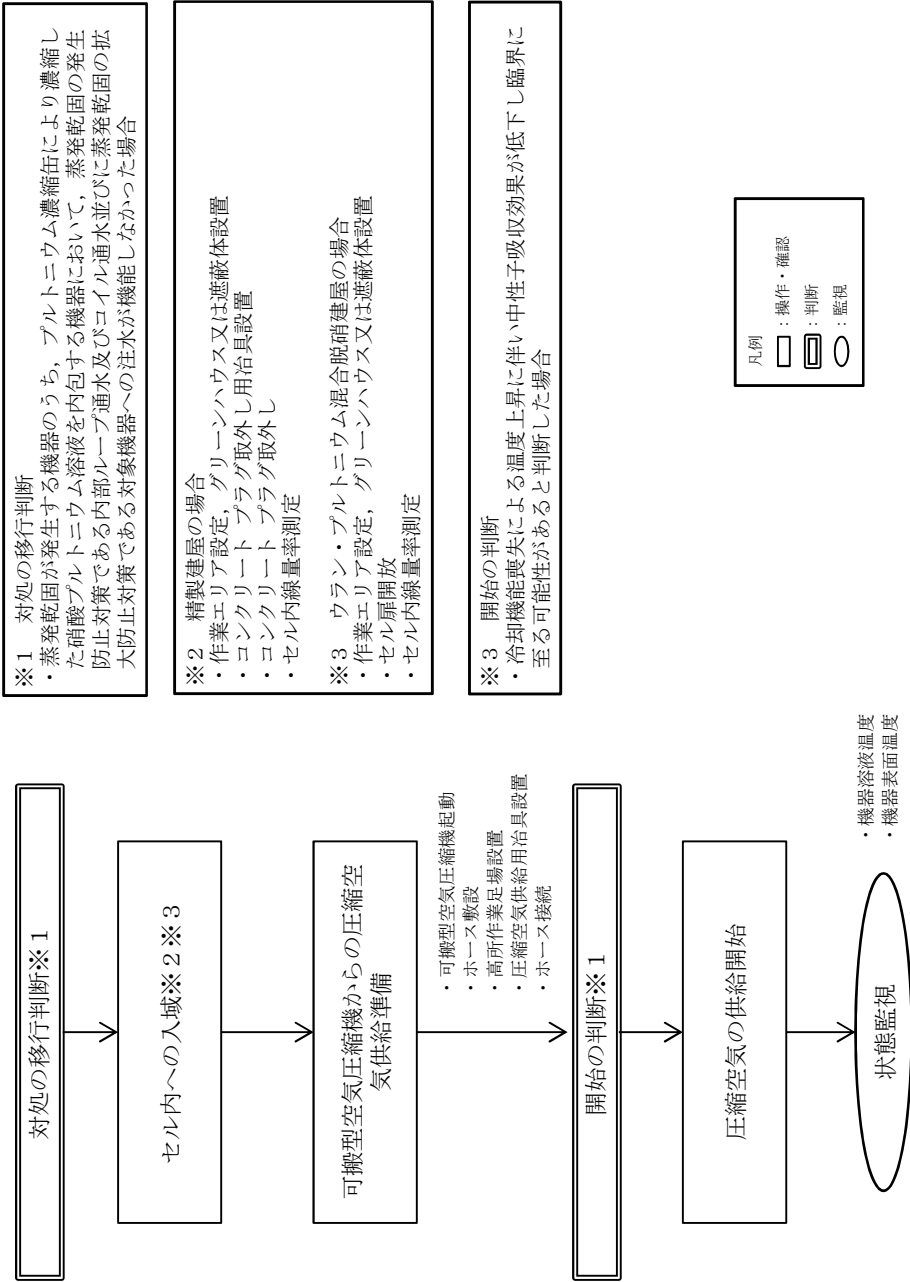 対処の移行判断※1
セル内への入域※2※3
可搬型空気圧縮機からの圧縮空
気供給準備
・可搬型空気圧縮機起動
・ホース敷設
・高所作業足場設置
・圧縮空気供給用治具設置
・ホース接続
開始の判断※1
圧縮空気の供給開始
状態監視
・機器溶液温度
・機器表面温度
※1 対処の移行判断
・蒸発乾固が発生する機器のうち，プルトニウム濃縮缶により濃縮し
た硝酸プルトニウム溶液を内包する機器において，蒸発乾固の発生
防止対策である内部ループ通水及びコイル通水並びに蒸発乾固の拡
大防止対策である対象機器への注水が機能しなかった場合
※2 精製建屋の場合
・作業エリア設定，グリーンハウス又は遮蔽体設置
・コンクリート プラグ取外し用治具設置
・コンクリート プラグ取外し
・セル内線量率測定
※3 ウラン・プルトニウム混合脱硝建屋の場合
・作業エリア設定，グリーンハウス又は遮蔽体設置
・セル扉開放
・セル内線量率測定
※3 開始の判断
・冷却機能喪失による温度上昇に伴い中性子吸収効果が低下し臨界に
至る可能性があると判断した場合
凡例
：操作・確認
：判断
：監視